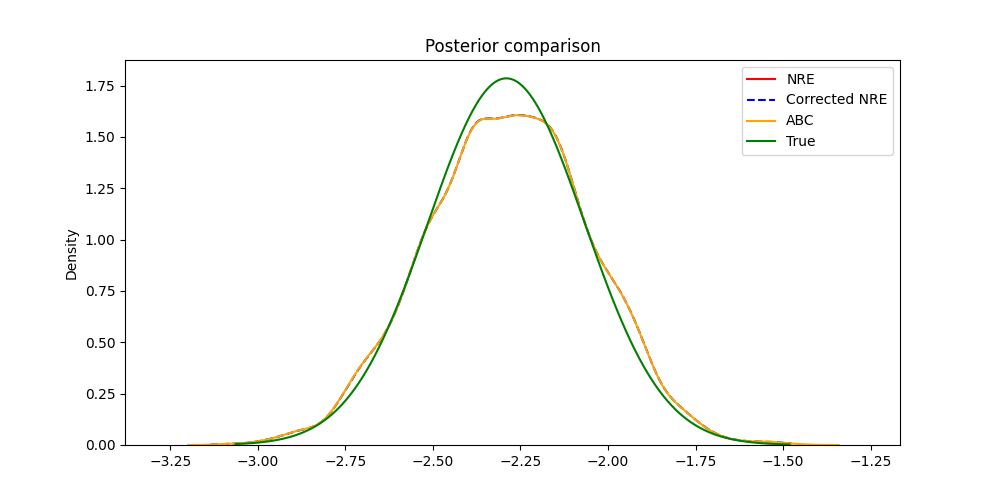 Posterior comparison
NRE
Corrected NRE
ABC
True
Density
1.75
1.50
1.25
1.00
0.75
0.50
0.25
0.00
−3.25 −3.00 −2.75 −2.50 −2.25 −2.00 −1.75 −1.50 −1.25